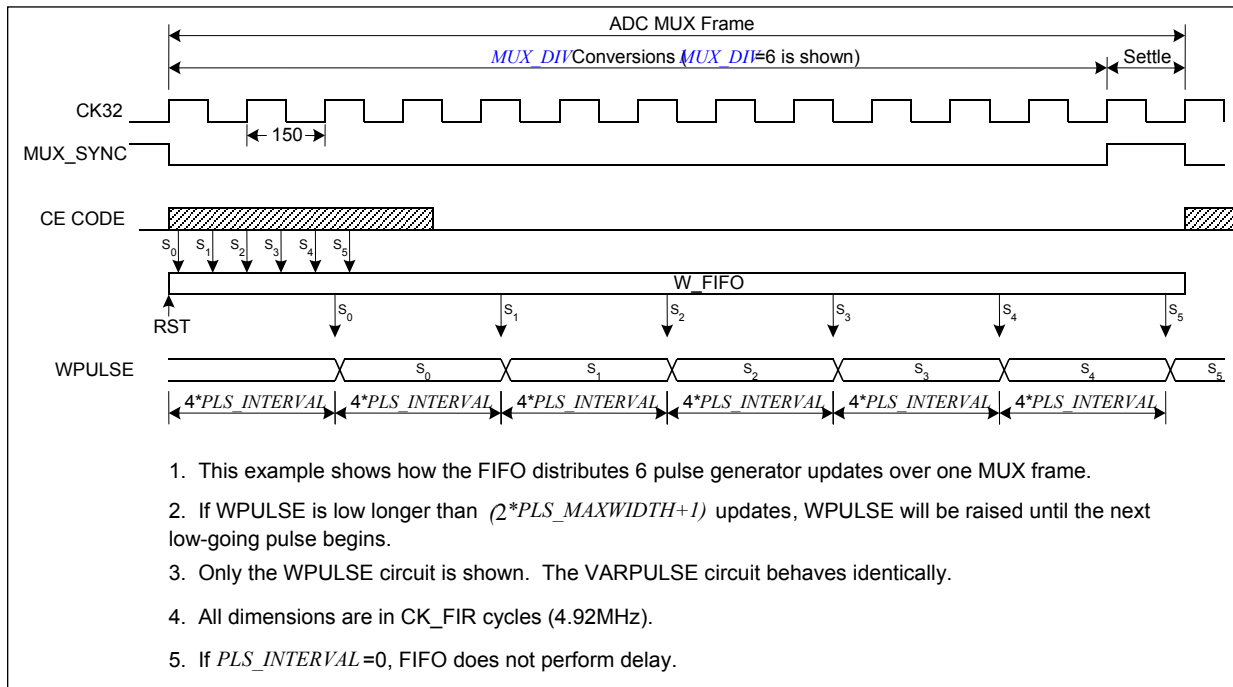 ADC MUX Frame
MUX_DIV Conversions (MUX_DIV=6 is shown)
Settle
CK32
150
MUX_SYNC
CE CODE
S0 S1 S2 S3 S4 S5
W_FIFO
RST
S0 S1 S2 S3 S4 S5
WPULSE
S0 S1 S2 S3 S4 S5
4*PLS_INTERVAL 4*PLS_INTERVAL 4*PLS_INTERVAL 4*PLS_INTERVAL 4*PLS_INTERVAL 4*PLS_INTERVAL
1. This example shows how the FIFO distributes 6 pulse generator updates over one MUX frame.
2. If WPULSE is low longer than (2*PLS_MAXWIDTH+1) updates, WPULSE will be raised until the next
low-going pulse begins.
3. Only the WPULSE circuit is shown. The VARPULSE circuit behaves identically.
4. All dimensions are in CK_FIR cycles (4.92MHz).
5. If PLS_INTERVAL=0, FIFO does not perform delay.